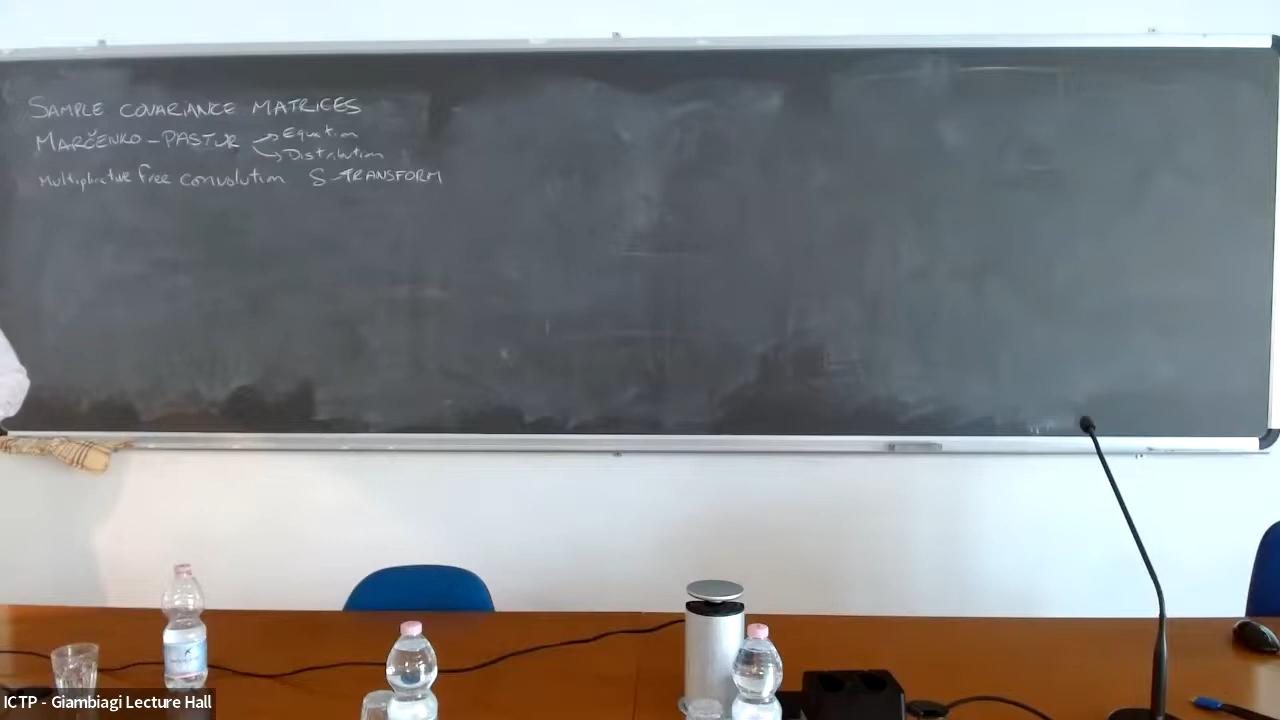 SAMPLE COVARIANCE MATRICES
MARČENKO-PASTUR → Equation
→ Distribution
Multiplicative free convolution S-TRANSFORM
ICTP - Giambiagi Lecture Hall